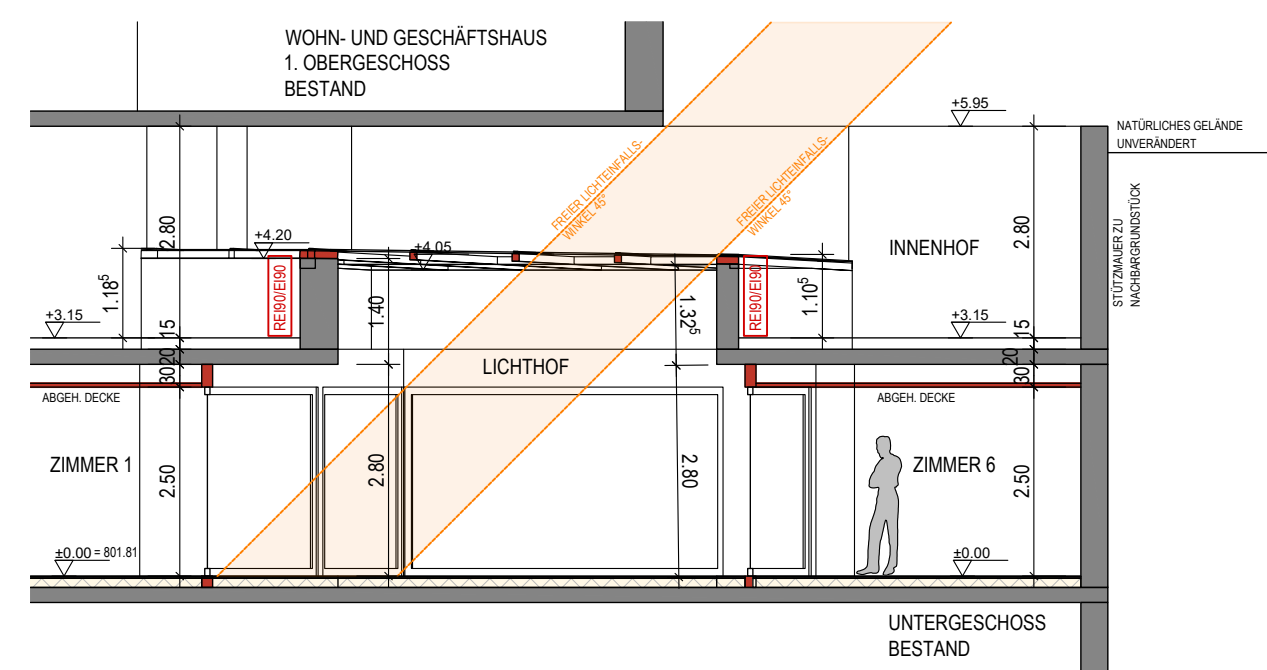 WOHN- UND GESCHÄFTSHAUS
1. OBERGESCHOSS
BESTAND
+5.95
NATÜRLICHES GELÄNDE
UNVERÄNDERT
FREIER LICHTEINFALLS-
WINKEL 45°
FREIER LICHTEINFALLS-
WINKEL 45°
STÜTZMAUER ZU
NACHBARGRUNDSTÜCK
2.80
+4.20
+4.05
INNENHOF
2.80
1.18⁵
REI90/EI90
1.40
1.32⁵
REI90/EI90
1.10⁵
+3.15
15
+3.15
15
20
LICHTHOF
20
30
30
ABGEH. DECKE
ABGEH. DECKE
ZIMMER 1
2.50
2.80
2.80
ZIMMER 6
2.50
±0.00 = 801.81
±0.00
UNTERGESCHOSS
BESTAND